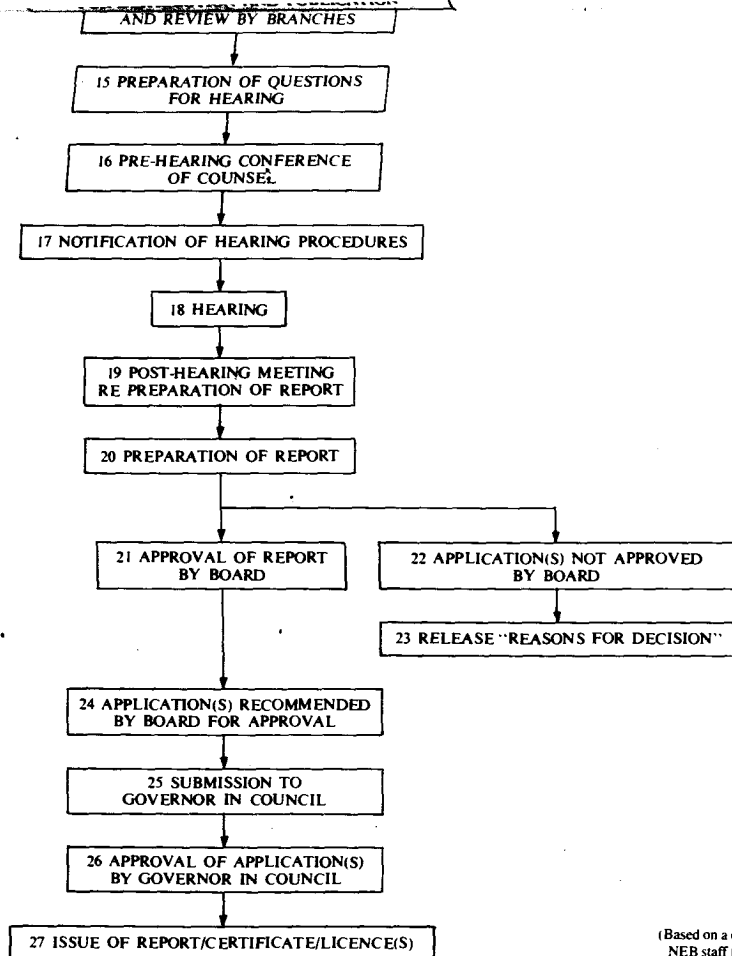 AND REVIEW BY BRANCHES
15 PREPARATION OF QUESTIONS
FOR HEARING
16 PRE-HEARING CONFERENCE
OF COUNSEL
17 NOTIFICATION OF HEARING PROCEDURES
18 HEARING
19 POST-HEARING MEETING
RE PREPARATION OF REPORT
20 PREPARATION OF REPORT
21 APPROVAL OF REPORT
BY BOARD
22 APPLICATION(S) NOT APPROVED
BY BOARD
23 RELEASE "REASONS FOR DECISION"
24 APPLICATION(S) RECOMMENDED
BY BOARD FOR APPROVAL
25 SUBMISSION TO
GOVERNOR IN COUNCIL
26 APPROVAL OF APPLICATION(S)
BY GOVERNOR IN COUNCIL
27 ISSUE OF REPORT/CERTIFICATE/LICENCE(S)
(Based on a
NEB staff